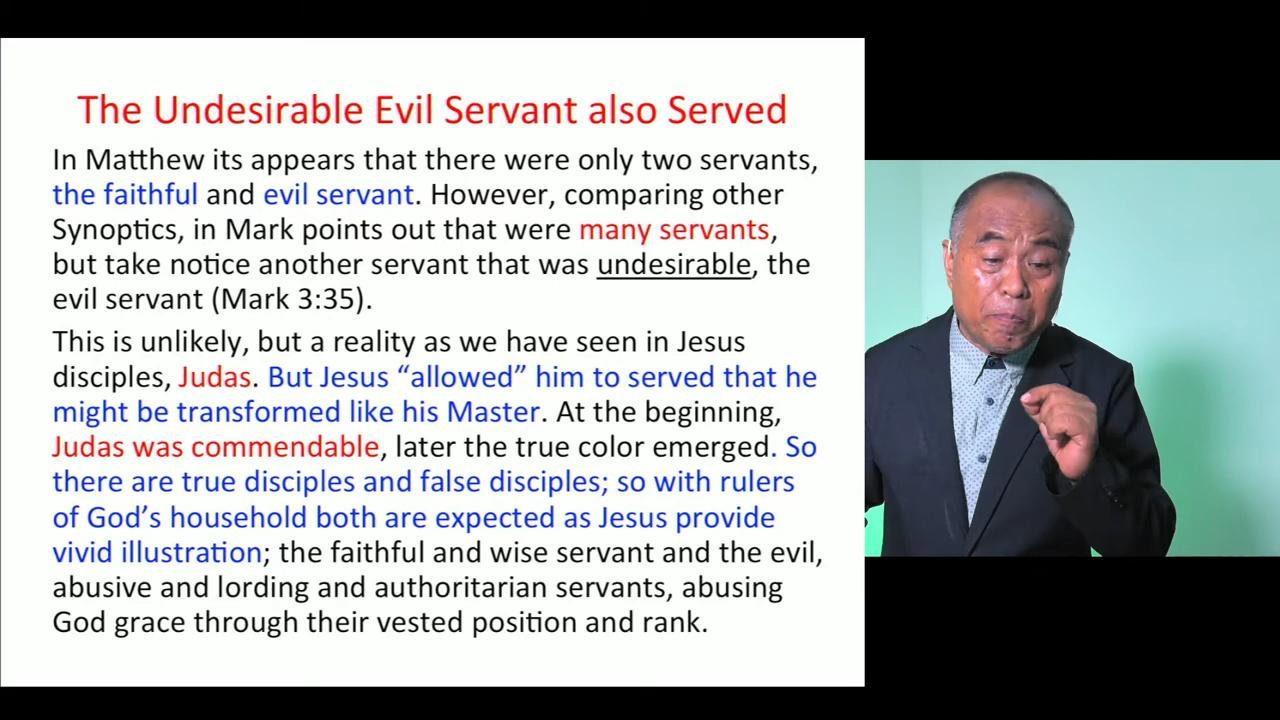 The Undesirable Evil Servant also Served
In Matthew its appears that there were only two servants,
the faithful and evil servant. However, comparing other
Synoptics, in Mark points out that were many servants,
but take notice another servant that was undesirable, the
evil servant (Mark 3:35).
This is unlikely, but a reality as we have seen in Jesus
disciples, Judas. But Jesus “allowed” him to served that he
might be transformed like his Master. At the beginning,
Judas was commendable, later the true color emerged. So
there are true disciples and false disciples; so with rulers
of God’s household both are expected as Jesus provide
vivid illustration; the faithful and wise servant and the evil,
abusive and lording and authoritarian servants, abusing
God grace through their vested position and rank.